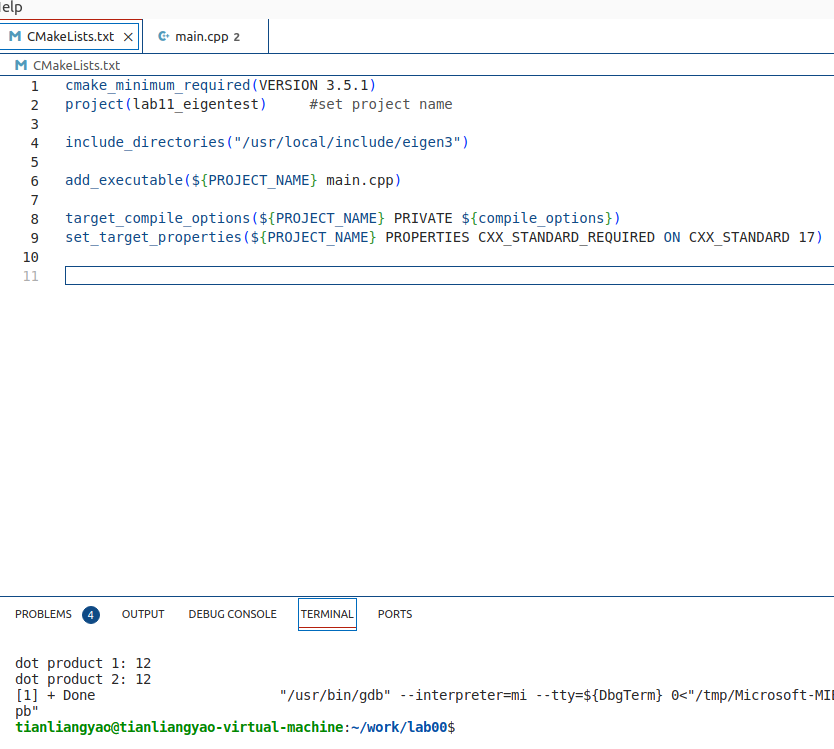 elp
CMakeLists.txt
main.cpp 2
CMakeLists.txt
1 cmake_minimum_required(VERSION 3.5.1)
2 project(lab11_eigentest) #set project name
3
4 include_directories("/usr/local/include/eigen3")
5
6 add_executable(${PROJECT_NAME} main.cpp)
7
8 target_compile_options(${PROJECT_NAME} PRIVATE ${compile_options})
9 set_target_properties(${PROJECT_NAME} PROPERTIES CXX_STANDARD_REQUIRED ON CXX_STANDARD 17)
10
11
PROBLEMS 4 OUTPUT DEBUG CONSOLE TERMINAL PORTS
dot product 1: 12
dot product 2: 12
[1] + Done "/usr/bin/gdb" --interpreter=mi --tty=${DbgTerm} 0<"/tmp/Microsoft-MIE
pb"
tianliangyao@tianliangyao-virtual-machine:~/work/lab00$